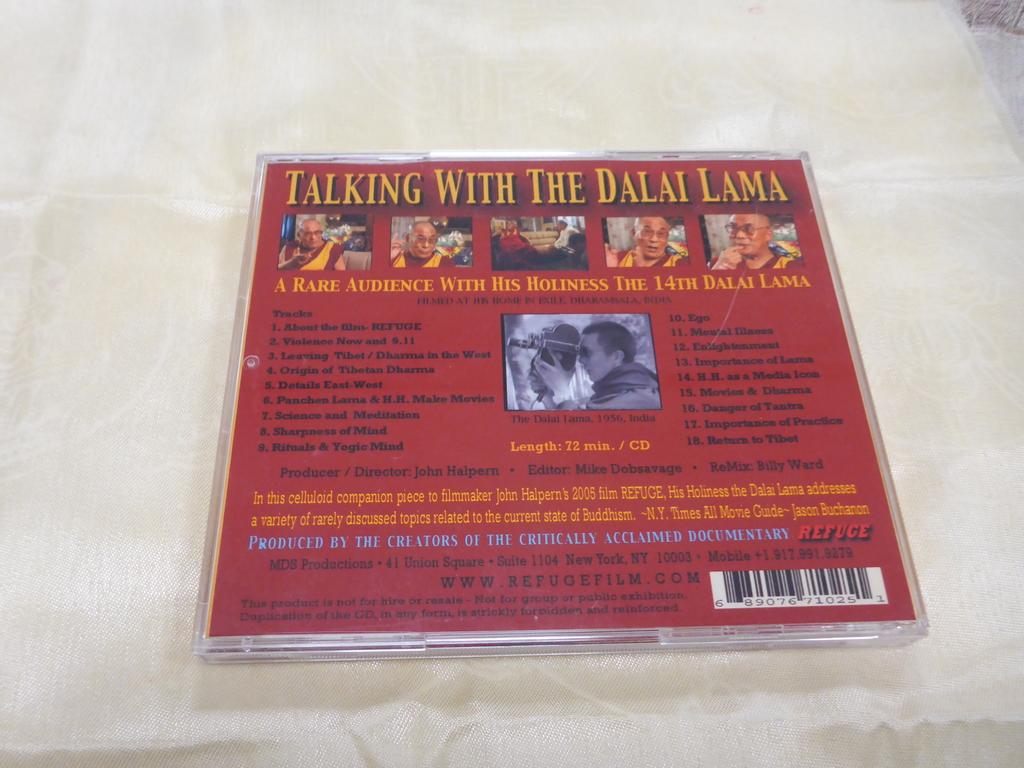 TALKING WITH THE DALAI LAMA
A RARE AUDIENCE WITH HIS HOLINESS THE 14TH DALAI LAMA
FILMED AT HIS HOME IN EXILE, DHARAMSALA, INDIA
Tracks
1. About the film- REFUGE
2. Violence Now and 9.11
3. Leaving Tibet / Dharma in the West
4. Origin of Tibetan Dharma
5. Details East-West
6. Panchen Lama & H.H. Make Movies
7. Science and Meditation
8. Sharpness of Mind
9. Rituals & Yogic Mind
The Dalai Lama, 1956, India
Length: 72 min. / CD
10. Ego
11. Mental Illness
12. Enlightenment
13. Importance of Lama
14. H.H. as a Media Icon
15. Movies & Dharma
16. Danger of Tantra
17. Importance of Practice
18. Return to Tibet
Producer / Director: John Halpern • Editor: Mike Dobsavage • ReMix: Billy Ward
In this celluloid companion piece to filmmaker John Halpern's 2005 film REFUGE, His Holiness the Dalai Lama addresses
a variety of rarely discussed topics related to the current state of Buddhism. ~N.Y. Times All Movie Guide~ Jason Buchanon
PRODUCED BY THE CREATORS OF THE CRITICALLY ACCLAIMED DOCUMENTARY REFUGE
MDS Productions • 41 Union Square • Suite 1104 New York, NY 10003 • Mobile +1.917.991.9279
WWW.REFUGEFILM.COM
This product is not for hire or resale - Not for group or public exhibition.
Duplication of the CD, in any form, is strickly forbidden and reinforced.
6 89076 71025 1